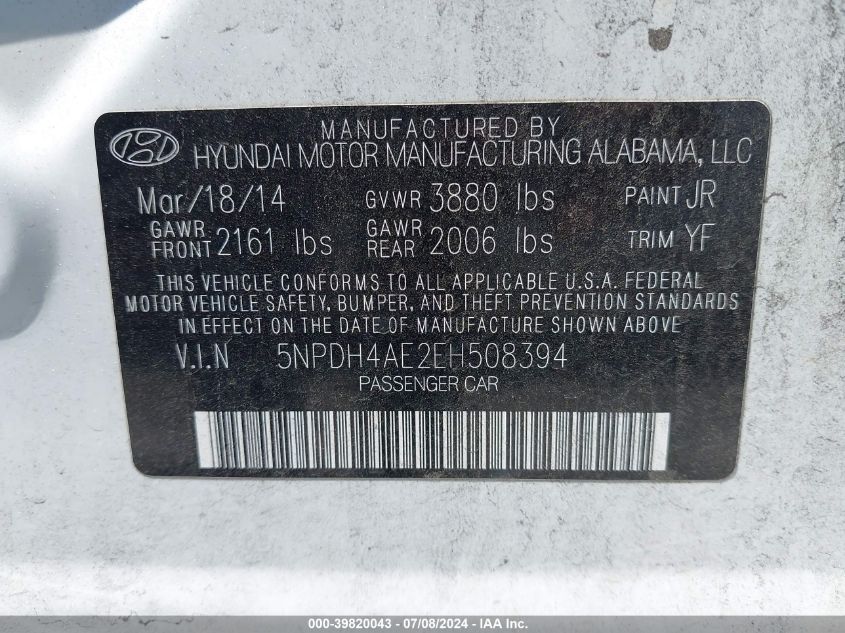 MANUFACTURED BY
HYUNDAI MOTOR MANUFACTURING ALABAMA, LLC
Mar/18/14 GVWR 3880 lbs PAINT JR
GAWR FRONT 2161 lbs GAWR REAR 2006 lbs TRIM YF
THIS VEHICLE CONFORMS TO ALL APPLICABLE U.S.A. FEDERAL
MOTOR VEHICLE SAFETY, BUMPER, AND THEFT PREVENTION STANDARDS
IN EFFECT ON THE DATE OF MANUFACTURE SHOWN ABOVE
V.I.N 5NPDH4AE2EH508394
PASSENGER CAR
000-39820043 - 07/08/2024 - IAA Inc.